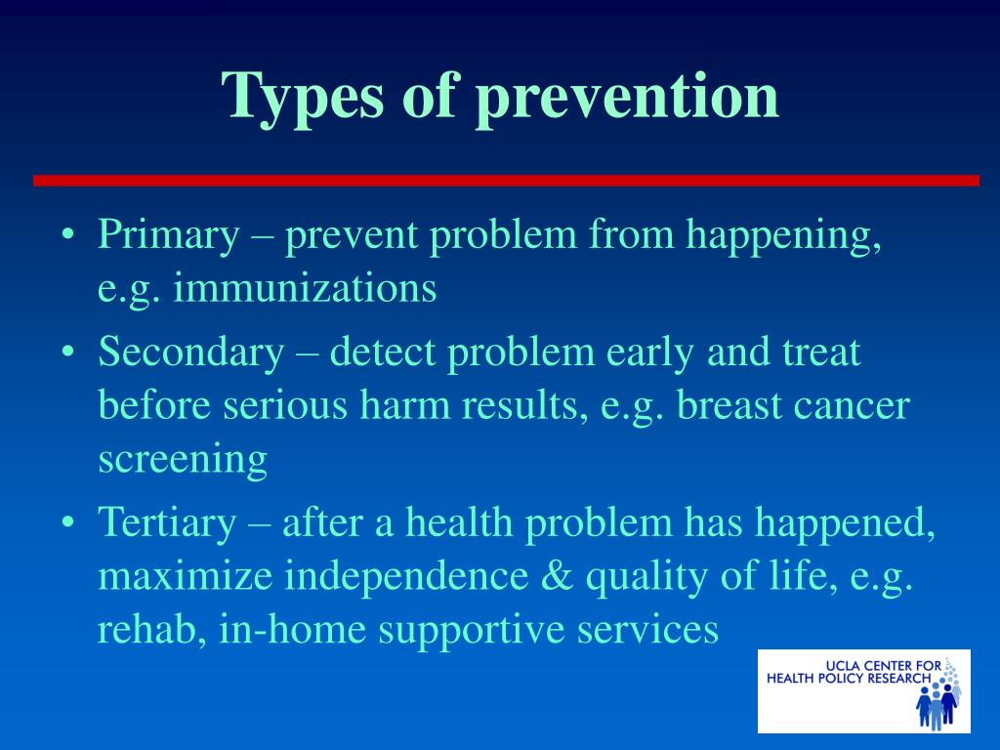 Types of prevention
• Primary – prevent problem from happening,
e.g. immunizations
• Secondary – detect problem early and treat
before serious harm results, e.g. breast cancer
screening
• Tertiary – after a health problem has happened,
maximize independence & quality of life, e.g.
rehab, in-home supportive services
UCLA CENTER FOR
HEALTH POLICY RESEARCH